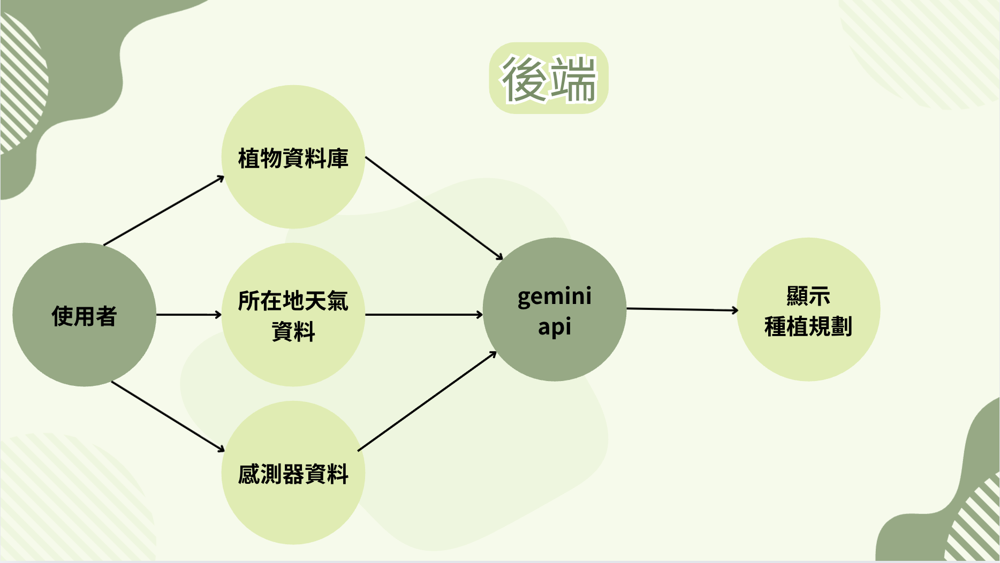 後端
植物資料庫
使用者
所在地天氣
資料
感測器資料
gemini
api
顯示
種植規劃